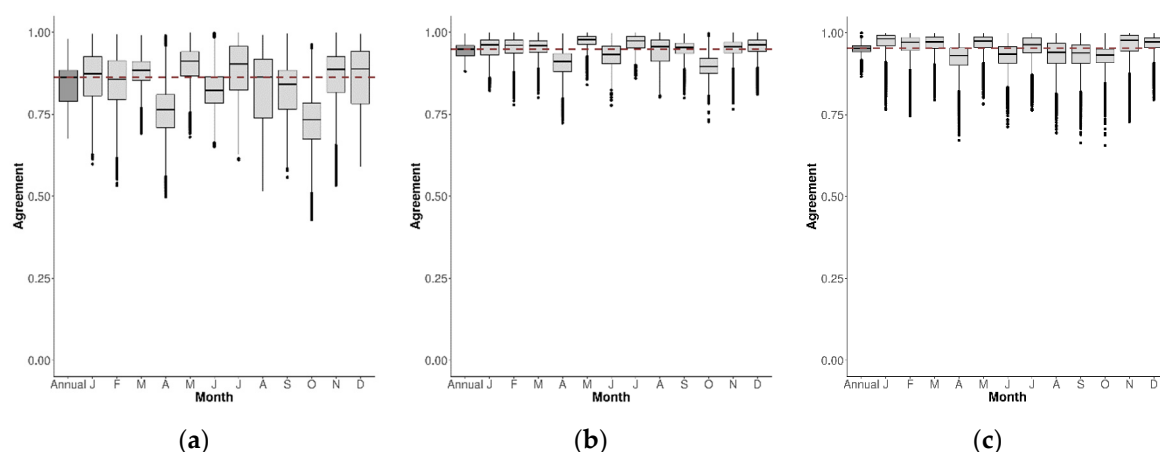 1.00
0.75
0.50
0.25
0.00
Agreement
Annual J F M A M J J A S O N D
Month
(a)
1.00
0.75
0.50
0.25
0.00
Agreement
Annual J F M A M J J A S O N D
Month
(b)
1.00
0.75
0.50
0.25
0.00
Agreement
Annual J F M A M J J A S O N D
Month
(c)